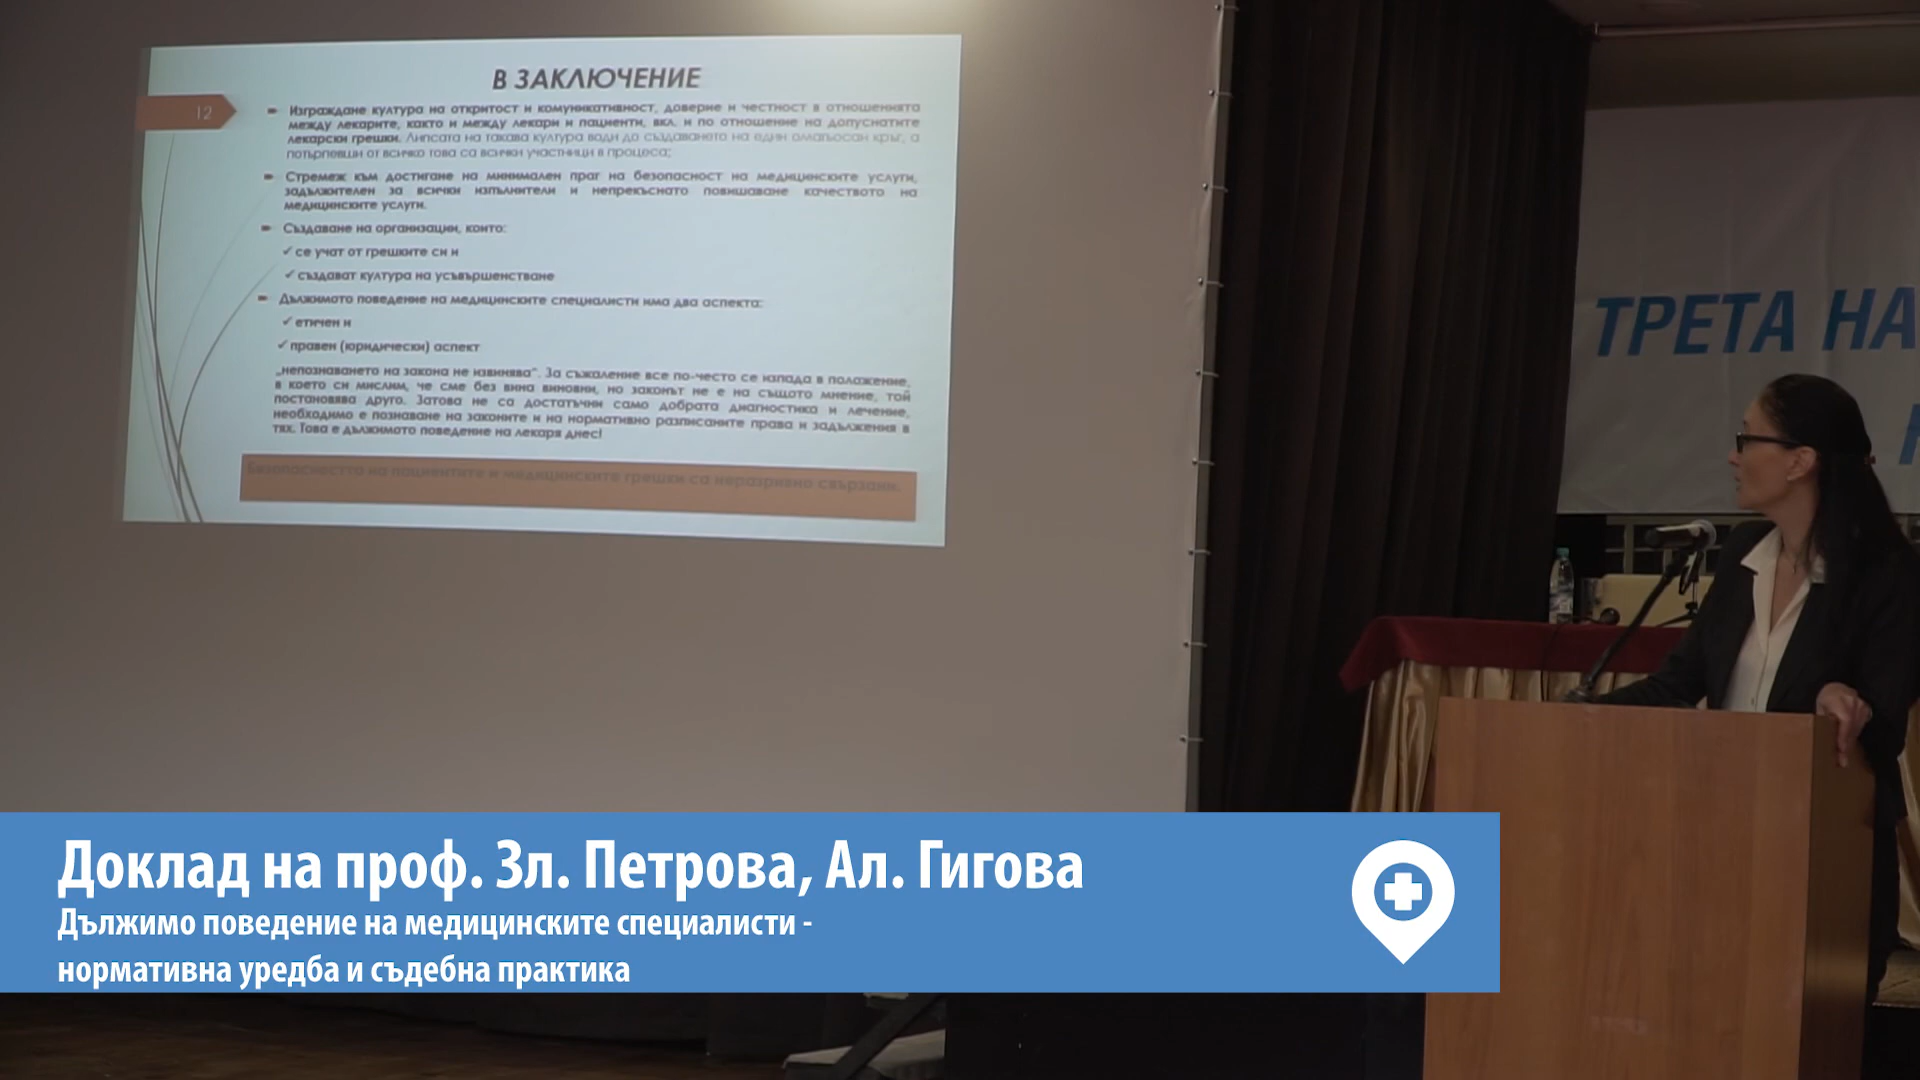 В ЗАКЛЮЧЕНИЕ
12
Изграждане култура на откритост и комуникативност, доверие и честност в отношенията
между лекарите, както и между лекари и пациенти, вкл. и по отношение на допуснатите
лекарски грешки. Липсата на такава култура води до създаването на един омагьосан кръг, а
потърпевши от всичко това са всички участници в процеса;
Стремеж към достигане на минимален праг на безопасност на медицинските услуги,
задължителен за всички изпълнители и непрекъснато повишаване качеството на
медицинските услуги.
Създаване на организации, които:
✓ се учат от грешките си и
✓ създават култура на усъвършенстване
Дължимото поведение на медицинските специалисти има два аспекта:
✓ етичен и
✓ правен (юридически) аспект
„непознаването на закона не извинява“. За съжаление все по-често се изпада в положение,
в което си мислим, че сме без вина виновни, но законът не е на същото мнение, той
постановява друго. Затова не са достатъчни само добрата диагностика и лечение,
необходимо е познаване на законите и на нормативно разписаните права и задължения в
тях. Това е дължимото поведение на лекаря днес!
Безопасността на пациентите и медицинските грешки са неразривно свързани.
ТРЕТА НА
Доклад на проф. Зл. Петрова, Ал. Гигова
Дължимо поведение на медицинските специалисти -
нормативна уредба и съдебна практика